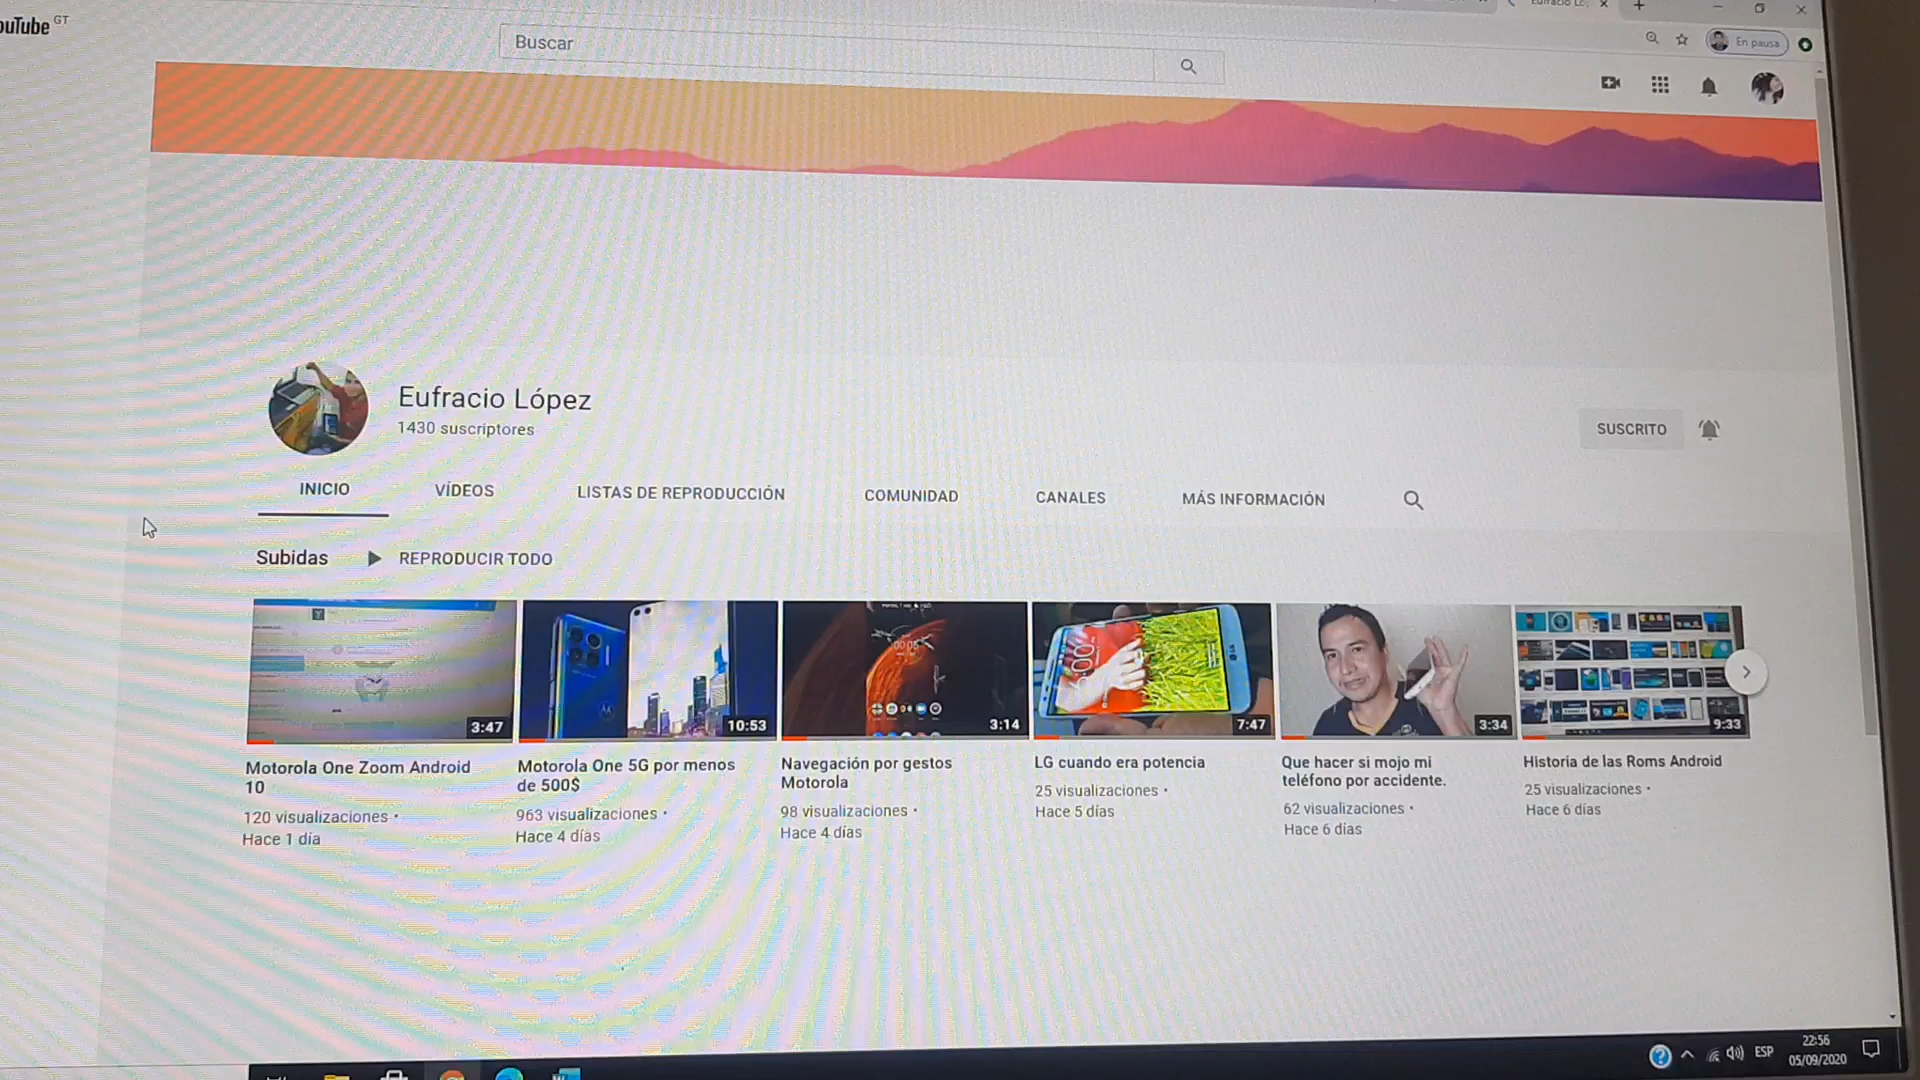 ouTube GT
Buscar
En pausa
Eufracio López
1430 suscriptores
SUSCRITO
INICIO
VÍDEOS
LISTAS DE REPRODUCCIÓN
COMUNIDAD
CANALES
MÁS INFORMACIÓN
Subidas
REPRODUCIR TODO
3:47
10:53
3:14
7:47
3:34
9:33
Motorola One Zoom Android
10
120 visualizaciones •
Hace 1 día
Motorola One 5G por menos
de 500$
963 visualizaciones •
Hace 4 días
Navegación por gestos
Motorola
98 visualizaciones •
Hace 4 días
LG cuando era potencia
25 visualizaciones •
Hace 5 días
Que hacer si mojo mi
teléfono por accidente.
62 visualizaciones •
Hace 6 días
Historia de las Roms Android
25 visualizaciones •
Hace 6 días
ESP
22:56
05/09/2020